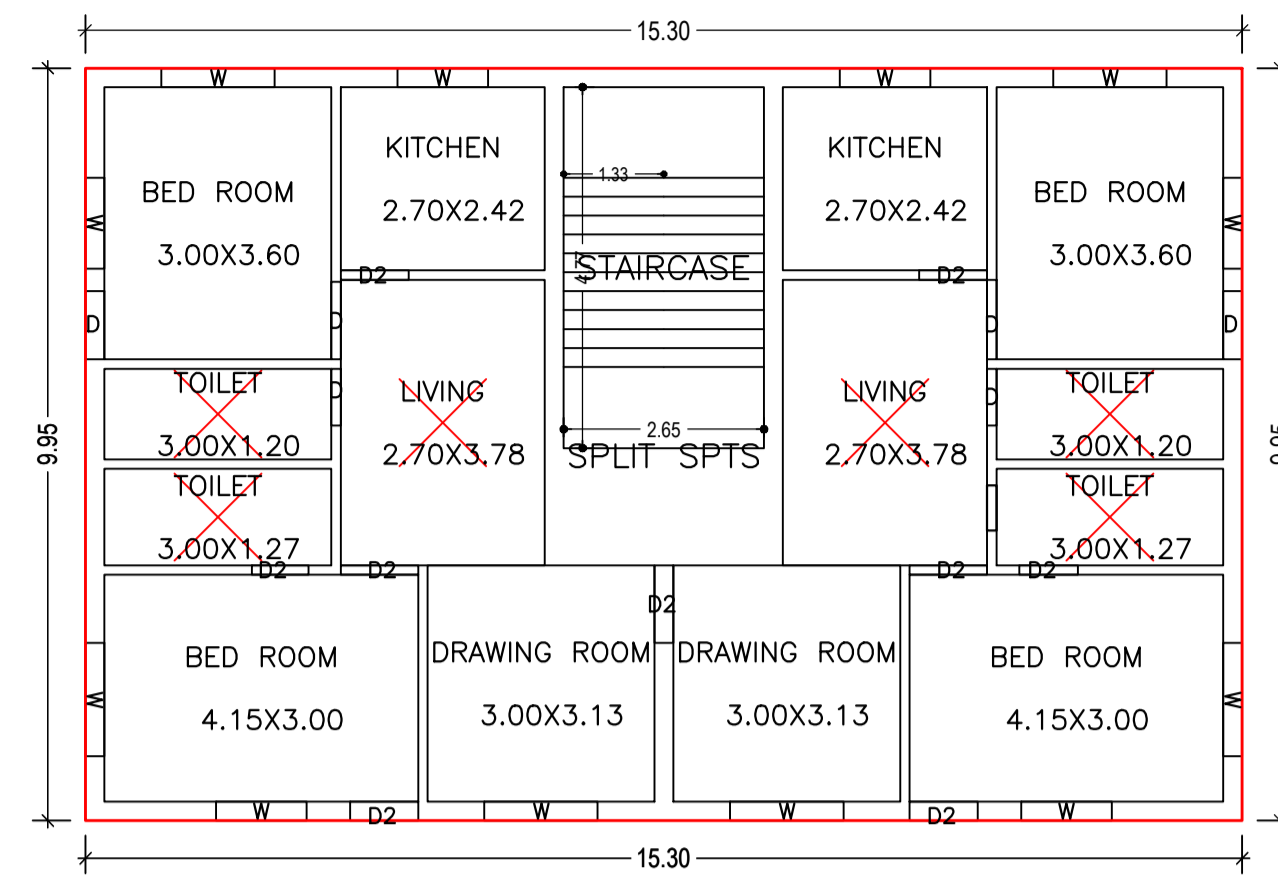 15.30
W
W
W
W
KITCHEN
2.70X2.42
KITCHEN
2.70X2.42
BED ROOM
3.00X3.60
1.33
BED ROOM
3.00X3.60
W
W
4.77
STAIRCASE
D2
D2
D
D
D
D
TOILET
3.00X1.20
D
LIVING
2.70X3.78
2.65
SPLIT SPTS
LIVING
2.70X3.78
D
TOILET
3.00X1.20
9.95
9.95
TOILET
3.00X1.27
TOILET
3.00X1.27
D2
D2
D2
D2
D2
BED ROOM
4.15X3.00
DRAWING ROOM
3.00X3.13
DRAWING ROOM
3.00X3.13
BED ROOM
4.15X3.00
W
W
W
D2
W
W
D2
W
15.30